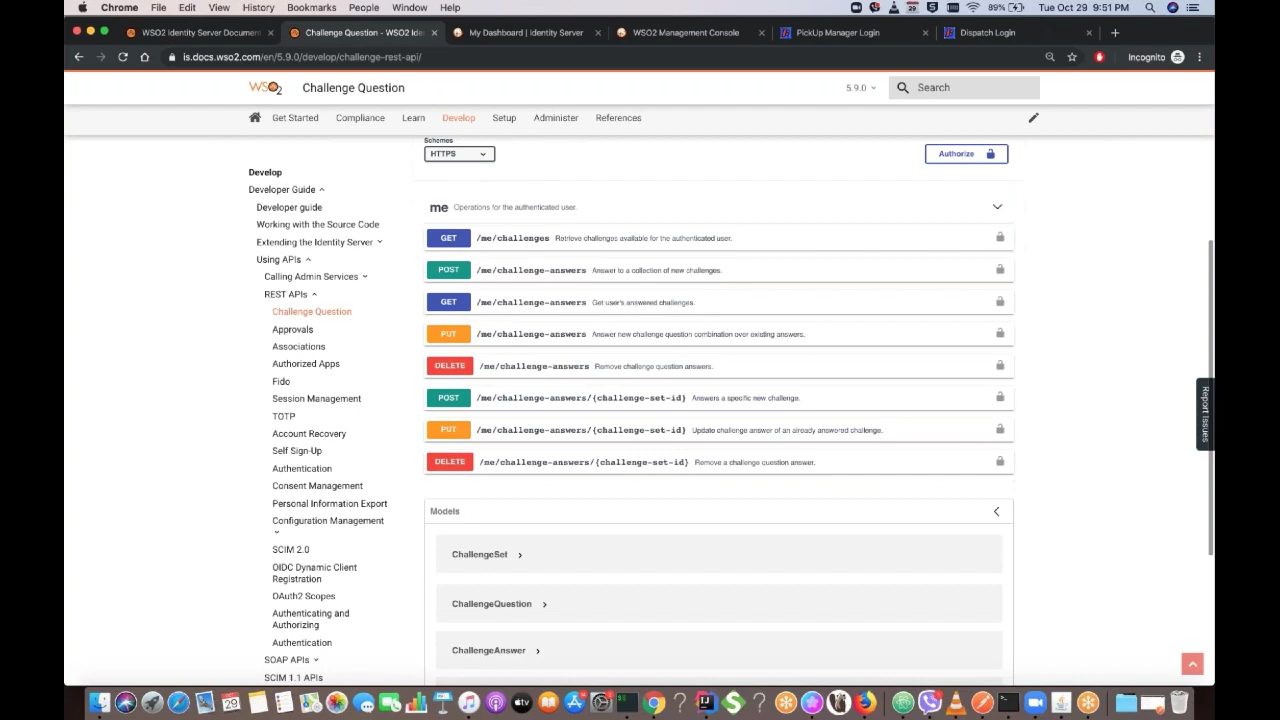 Chrome File Edit View History Bookmarks People Window Help 89% Tue Oct 29 9:51 PM
WSO2 Identity Server Document × Challenge Question - WSO2 Ide × My Dashboard | Identity Server × WSO2 Management Console × PickUp Manager Login × Dispatch Login × +
is.docs.wso2.com/en/5.9.0/develop/challenge-rest-api/ Incognito
WSO2 Challenge Question 5.9.0 Search
Get Started Compliance Learn Develop Setup Administer References
Schemes
HTTPS Authorize
Develop
Developer Guide
Developer guide
Working with the Source Code
Extending the Identity Server
Using APIs
Calling Admin Services
REST APIs
Challenge Question
Approvals
Associations
Authorized Apps
Fido
Session Management
TOTP
Account Recovery
Self Sign-Up
Authentication
Consent Management
Personal Information Export
Configuration Management
SCIM 2.0
OIDC Dynamic Client
Registration
OAuth2 Scopes
Authenticating and
Authorizing
Authentication
SOAP APIs
SCIM 1.1 APIs
me Operations for the authenticated user.
GET /me/challenges Retrieve challenges available for the authenticated user.
POST /me/challenge-answers Answer to a collection of new challenges.
GET /me/challenge-answers Get user's answered challenges.
PUT /me/challenge-answers Answer new challenge question combination over existing answers.
DELETE /me/challenge-answers Remove challenge question answers.
POST /me/challenge-answers/{challenge-set-id} Answers a specific new challenge.
PUT /me/challenge-answers/{challenge-set-id} Update challenge answer of an already answered challenge.
DELETE /me/challenge-answers/{challenge-set-id} Remove a challenge question answer.
Models
ChallengeSet
ChallengeQuestion
ChallengeAnswer
Report Issues